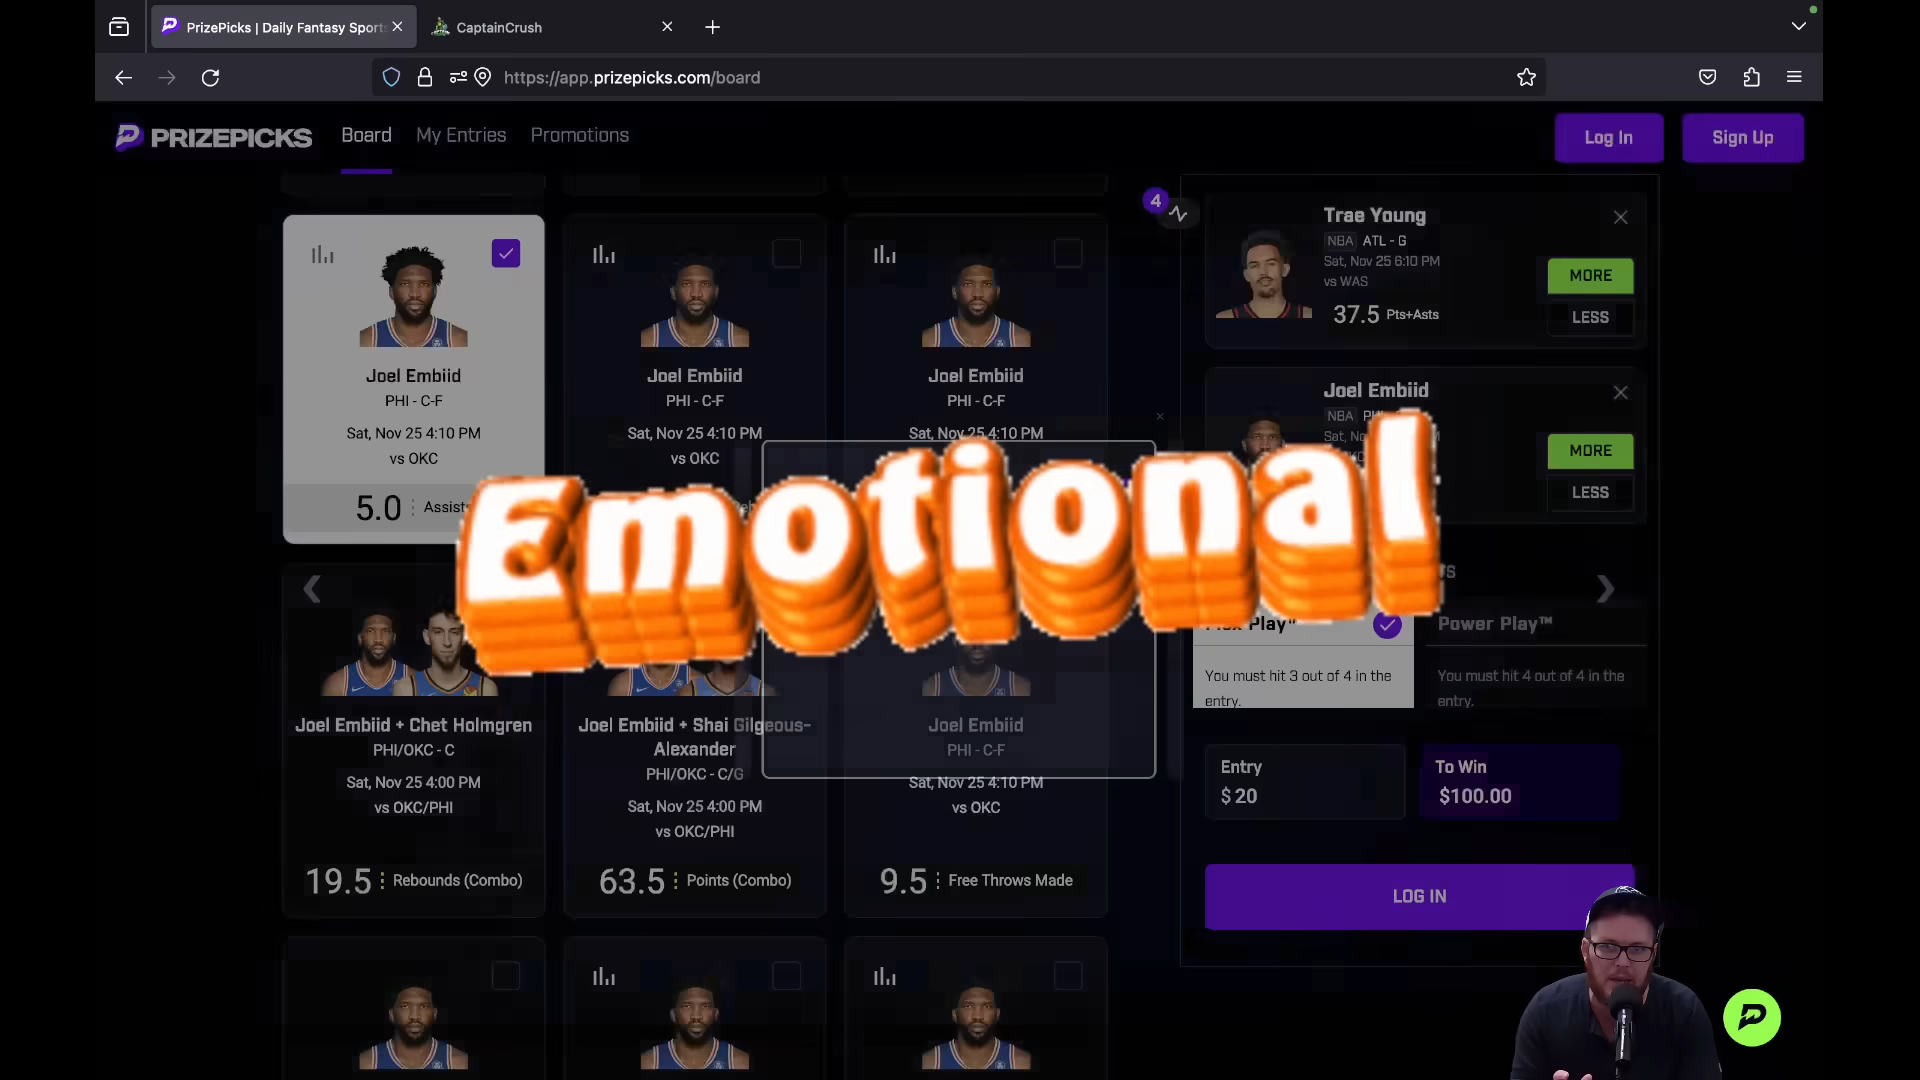 PrizePicks | Daily Fantasy Sports
CaptainCrush
https://app.prizepicks.com/board
PRIZEPICKS
Board
My Entries
Promotions
Log In
Sign Up
4
Trae Young
NBA ATL - G
Sat, Nov 25 6:10 PM
vs WAS
37.5 Pts+Asts
MORE
LESS
Joel Embiid
PHI - C-F
Sat, Nov 25 4:10 PM
vs OKC
5.0 Assists
Joel Embiid
PHI - C-F
Sat, Nov 25 4:10 PM
vs OKC
Joel Embiid
PHI - C-F
Sat, Nov 25 4:10 PM
Joel Embiid
NBA
MORE
LESS
Emotional
Play™
You must hit 3 out of 4 in the
entry.
Power Play™
You must hit 4 out of 4 in the
entry.
Joel Embiid + Chet Holmgren
PHI/OKC - C
Sat, Nov 25 4:00 PM
vs OKC/PHI
19.5 Rebounds (Combo)
Joel Embiid + Shai Gilgeous-
Alexander
PHI/OKC - C/G
Sat, Nov 25 4:00 PM
vs OKC/PHI
63.5 Points (Combo)
Joel Embiid
PHI - C-F
Sat, Nov 25 4:10 PM
vs OKC
9.5 Free Throws Made
Entry
$ 20
To Win
$100.00
LOG IN